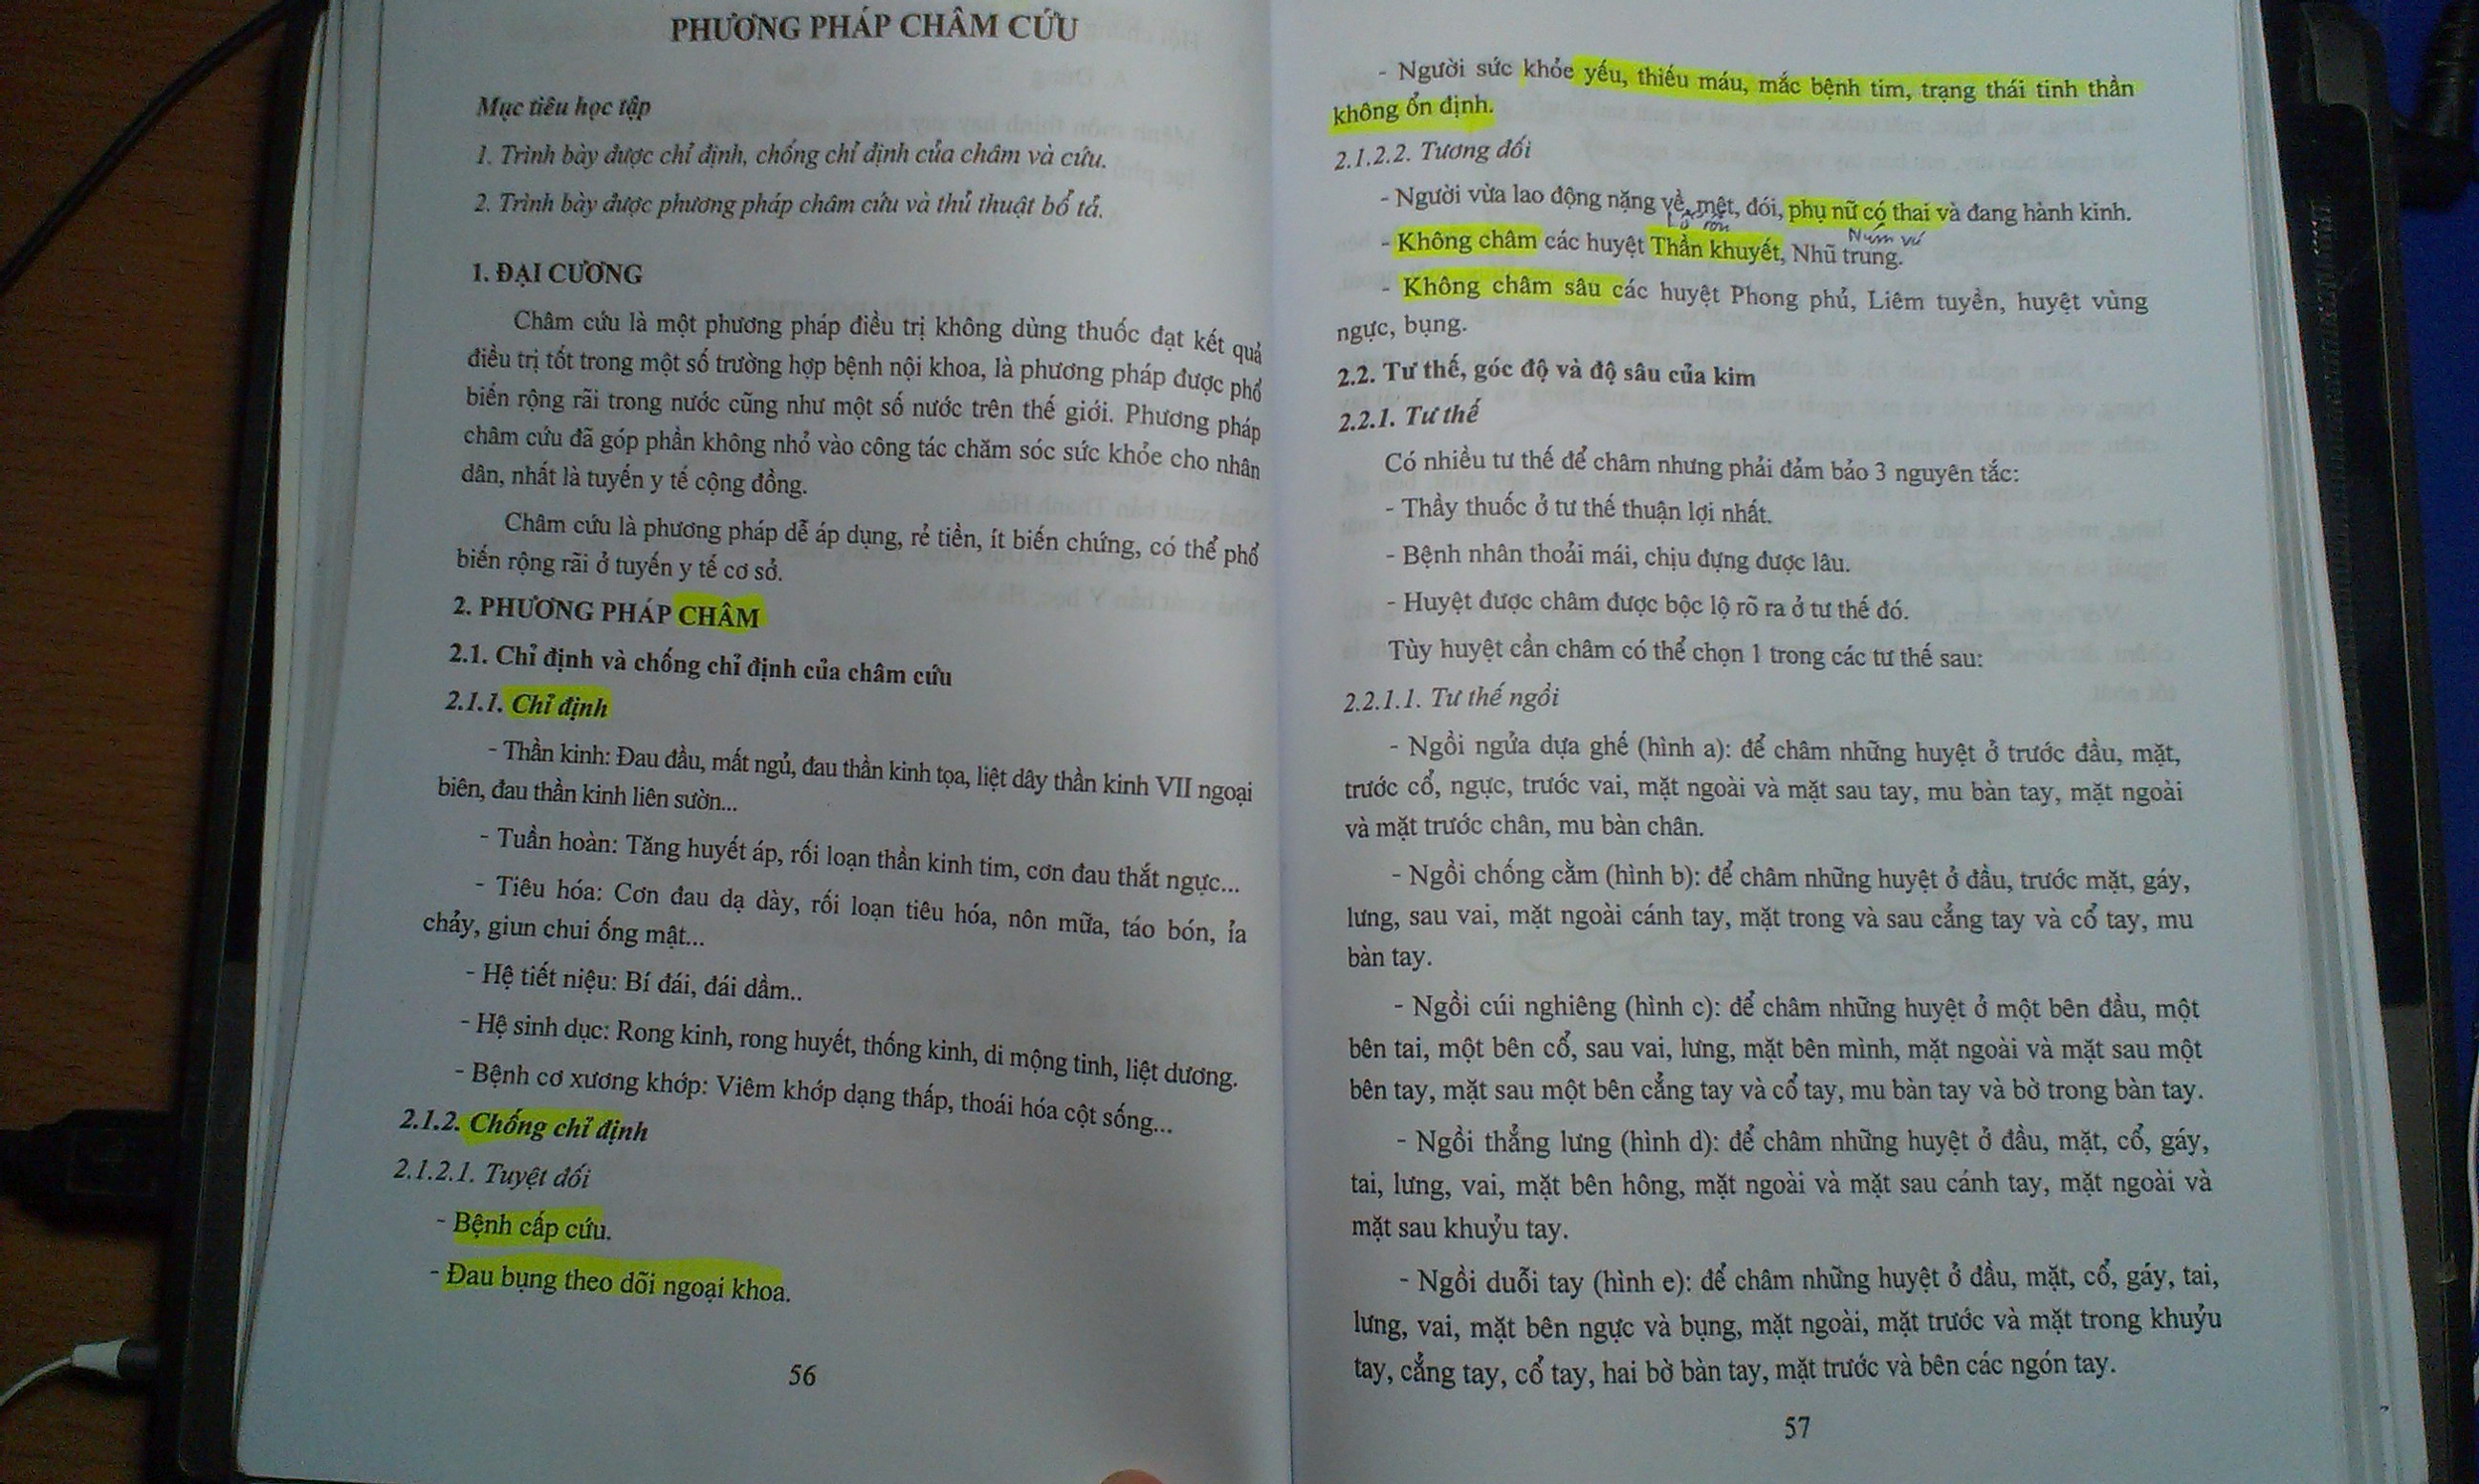 PHƯƠNG PHÁP CHÂM CỨU
Mục tiêu học tập
1. Trình bày được chỉ định, chống chỉ định của châm và cứu.
2. Trình bày được phương pháp châm cứu và thủ thuật bổ tả.
1. ĐẠI CƯƠNG
Châm cứu là một phương pháp điều trị không dùng thuốc đạt kết quả
điều trị tốt trong một số trường hợp bệnh nội khoa, là phương pháp được phổ
biến rộng rãi trong nước cũng như một số nước trên thế giới. Phương pháp
châm cứu đã góp phần không nhỏ vào công tác chăm sóc sức khỏe cho nhân
dân, nhất là tuyến y tế cộng đồng.
Châm cứu là phương pháp dễ áp dụng, rẻ tiền, ít biến chứng, có thể phổ
biến rộng rãi ở tuyến y tế cơ sở.
2. PHƯƠNG PHÁP CHÂM
2.1. Chỉ định và chống chỉ định của châm cứu
2.1.1. Chỉ định
- Thần kinh: Đau đầu, mất ngủ, đau thần kinh tọa, liệt dây thần kinh VII ngoại
biên, đau thần kinh liên sườn...
- Tuần hoàn: Tăng huyết áp, rối loạn thần kinh tim, cơn đau thắt ngực...
- Tiêu hóa: Cơn đau dạ dày, rối loạn tiêu hóa, nôn mữa, táo bón, ỉa
chảy, giun chui ống mật...
- Hệ tiết niệu: Bí đái, đái dầm..
- Hệ sinh dục: Rong kinh, rong huyết, thống kinh, di mộng tinh, liệt dương.
- Bệnh cơ xương khớp: Viêm khớp dạng thấp, thoái hóa cột sống...
2.1.2. Chống chỉ định
2.1.2.1. Tuyệt đối
- Bệnh cấp cứu.
- Đau bụng theo dõi ngoại khoa.
56
- Người sức khỏe yếu, thiếu máu, mắc bệnh tim, trạng thái tinh thần
không ổn định.
2.1.2.2. Tương đối
- Người vừa lao động nặng về, mệt, đói, phụ nữ có thai và đang hành kinh.
Lỗ rốn Núm vú
- Không châm các huyệt Thần khuyết, Nhũ trung.
- Không châm sâu các huyệt Phong phủ, Liêm tuyền, huyệt vùng
ngực, bụng.
2.2. Tư thế, góc độ và độ sâu của kim
2.2.1. Tư thế
Có nhiều tư thế để châm nhưng phải đảm bảo 3 nguyên tắc:
- Thầy thuốc ở tư thế thuận lợi nhất.
- Bệnh nhân thoải mái, chịu đựng được lâu.
- Huyệt được châm được bộc lộ rõ ra ở tư thế đó.
Tùy huyệt cần châm có thể chọn 1 trong các tư thế sau:
2.2.1.1. Tư thế ngồi
- Ngồi ngửa dựa ghế (hình a): để châm những huyệt ở trước đầu, mặt,
trước cổ, ngực, trước vai, mặt ngoài và mặt sau tay, mu bàn tay, mặt ngoài
và mặt trước chân, mu bàn chân.
- Ngồi chống cằm (hình b): để châm những huyệt ở đầu, trước mặt, gáy,
lưng, sau vai, mặt ngoài cánh tay, mặt trong và sau cẳng tay và cổ tay, mu
bàn tay.
- Ngồi cúi nghiêng (hình c): để châm những huyệt ở một bên đầu, một
bên tai, một bên cổ, sau vai, lưng, mặt bên mình, mặt ngoài và mặt sau một
bên tay, mặt sau một bên cẳng tay và cổ tay, mu bàn tay và bờ trong bàn tay.
- Ngồi thẳng lưng (hình d): để châm những huyệt ở đầu, mặt, cổ, gáy,
tai, lưng, vai, mặt bên hông, mặt ngoài và mặt sau cánh tay, mặt ngoài và
mặt sau khuỷu tay.
- Ngồi duỗi tay (hình e): để châm những huyệt ở đầu, mặt, cổ, gáy, tai,
lưng, vai, mặt bên ngực và bụng, mặt ngoài, mặt trước và mặt trong khuỷu
tay, cẳng tay, cổ tay, hai bờ bàn tay, mặt trước và bên các ngón tay.
57